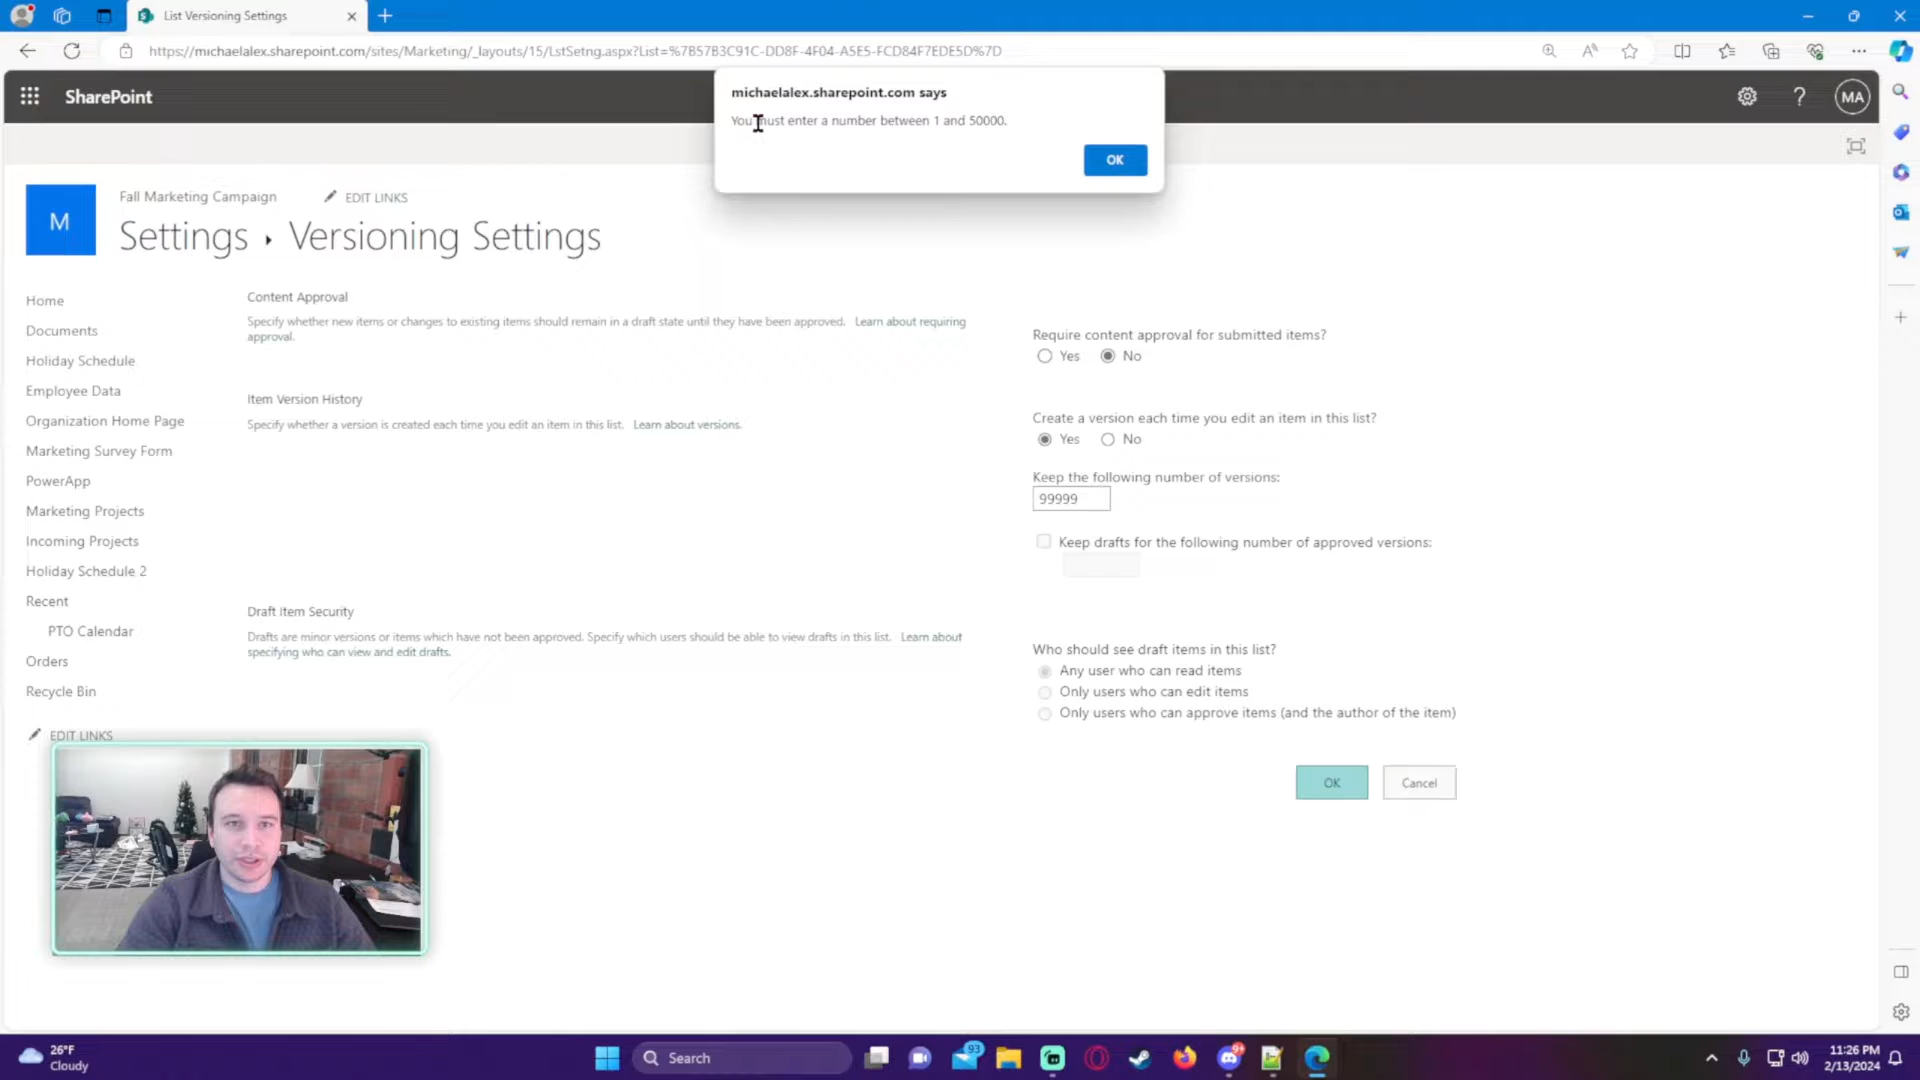 List Versioning Settings
https://michaelalex.sharepoint.com/sites/Marketing/_layouts/15/LstSetng.aspx?List=%7B57B3C91C-DD8F-4F04-A5E5-FCD84F7EDE5D%7D
SharePoint
MA
michaelalex.sharepoint.com says
You must enter a number between 1 and 50000.
OK
M
Fall Marketing Campaign
EDIT LINKS
Settings ▸ Versioning Settings
Home
Documents
Holiday Schedule
Employee Data
Organization Home Page
Marketing Survey Form
PowerApp
Marketing Projects
Incoming Projects
Holiday Schedule 2
Recent
PTO Calendar
Orders
Recycle Bin
EDIT LINKS
Content Approval
Specify whether new items or changes to existing items should remain in a draft state until they have been approved. Learn about requiring
approval.
Require content approval for submitted items?
Yes No
Item Version History
Specify whether a version is created each time you edit an item in this list. Learn about versions.
Create a version each time you edit an item in this list?
Yes No
Keep the following number of versions:
99999
Keep drafts for the following number of approved versions:
Draft Item Security
Drafts are minor versions or items which have not been approved. Specify which users should be able to view drafts in this list. Learn about
specifying who can view and edit drafts.
Who should see draft items in this list?
Any user who can read items
Only users who can edit items
Only users who can approve items (and the author of the item)
OK
Cancel
26°F
Cloudy
Search
93
9+
11:26 PM
2/13/2024